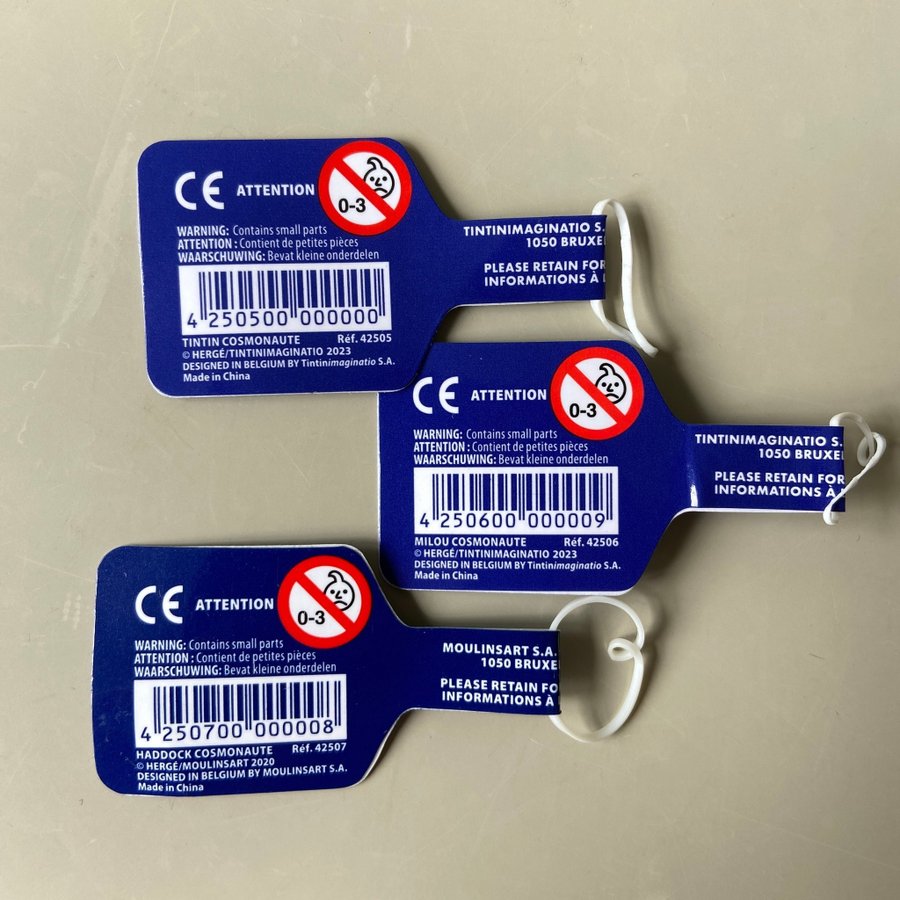 CE ATTENTION
0-3
WARNING: Contains small parts
ATTENTION : Contient de petites pièces
WAARSCHUWING: Bevat kleine onderdelen
4 250500 000000
TINTIN COSMONAUTE Réf. 42505
© HERGÉ/TINTINIMAGINATIO 2023
DESIGNED IN BELGIUM BY Tintinimaginatio S.A.
Made in China
TINTINIMAGINATIO S.
1050 BRUXE
PLEASE RETAIN FOR
INFORMATIONS À
CE ATTENTION
0-3
WARNING: Contains small parts
ATTENTION : Contient de petites pièces
WAARSCHUWING: Bevat kleine onderdelen
4 250600 000009
MILOU COSMONAUTE Réf. 42506
© HERGÉ/TINTINIMAGINATIO 2023
DESIGNED IN BELGIUM BY Tintinimaginatio S.A.
Made in China
TINTINIMAGINATIO S.
1050 BRUXE
PLEASE RETAIN FOR
INFORMATIONS À
CE ATTENTION
0-3
WARNING: Contains small parts
ATTENTION : Contient de petites pièces
WAARSCHUWING: Bevat kleine onderdelen
4 250700 000008
HADDOCK COSMONAUTE Réf. 42507
© HERGÉ/MOULINSART 2020
DESIGNED IN BELGIUM BY MOULINSART S.A.
Made in China
MOULINSART S.A.
1050 BRUXE
PLEASE RETAIN FO
INFORMATIONS À